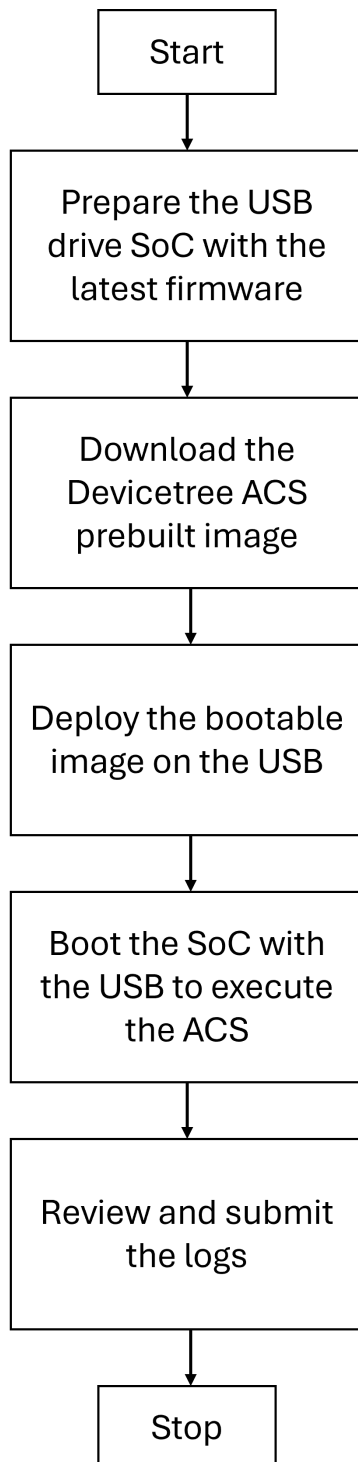 Start
Prepare the USB
drive SoC with the
latest firmware
Download the
Devicetree ACS
prebuilt image
Deploy the bootable
image on the USB
Boot the SoC with
the USB to execute
the ACS
Review and submit
the logs
Stop